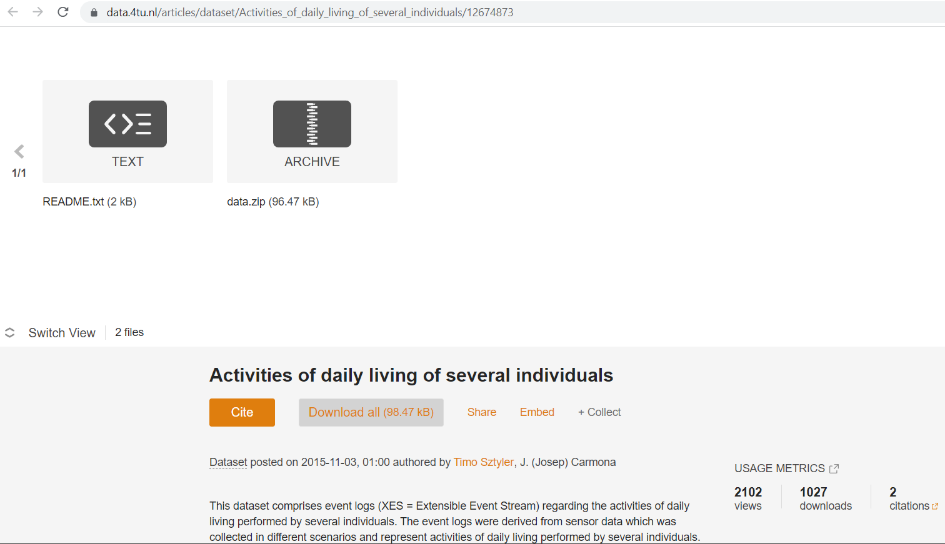 data.4tu.nl/articles/dataset/Activities_of_daily_living_of_several_individuals/12674873
TEXT
ARCHIVE
1/1
README.txt (2 kB)
data.zip (96.47 kB)
Switch View
2 files
Activities of daily living of several individuals
Cite
Download all (98.47 kB)
Share
Embed
+ Collect
Dataset posted on 2015-11-03, 01:00 authored by Timo Sztyler, J. (Josep) Carmona
This dataset comprises event logs (XES = Extensible Event Stream) regarding the activities of daily
living performed by several individuals. The event logs were derived from sensor data which was
collected in different scenarios and represent activities of daily living performed by several individuals.
USAGE METRICS
2102
views
1027
downloads
2
citations